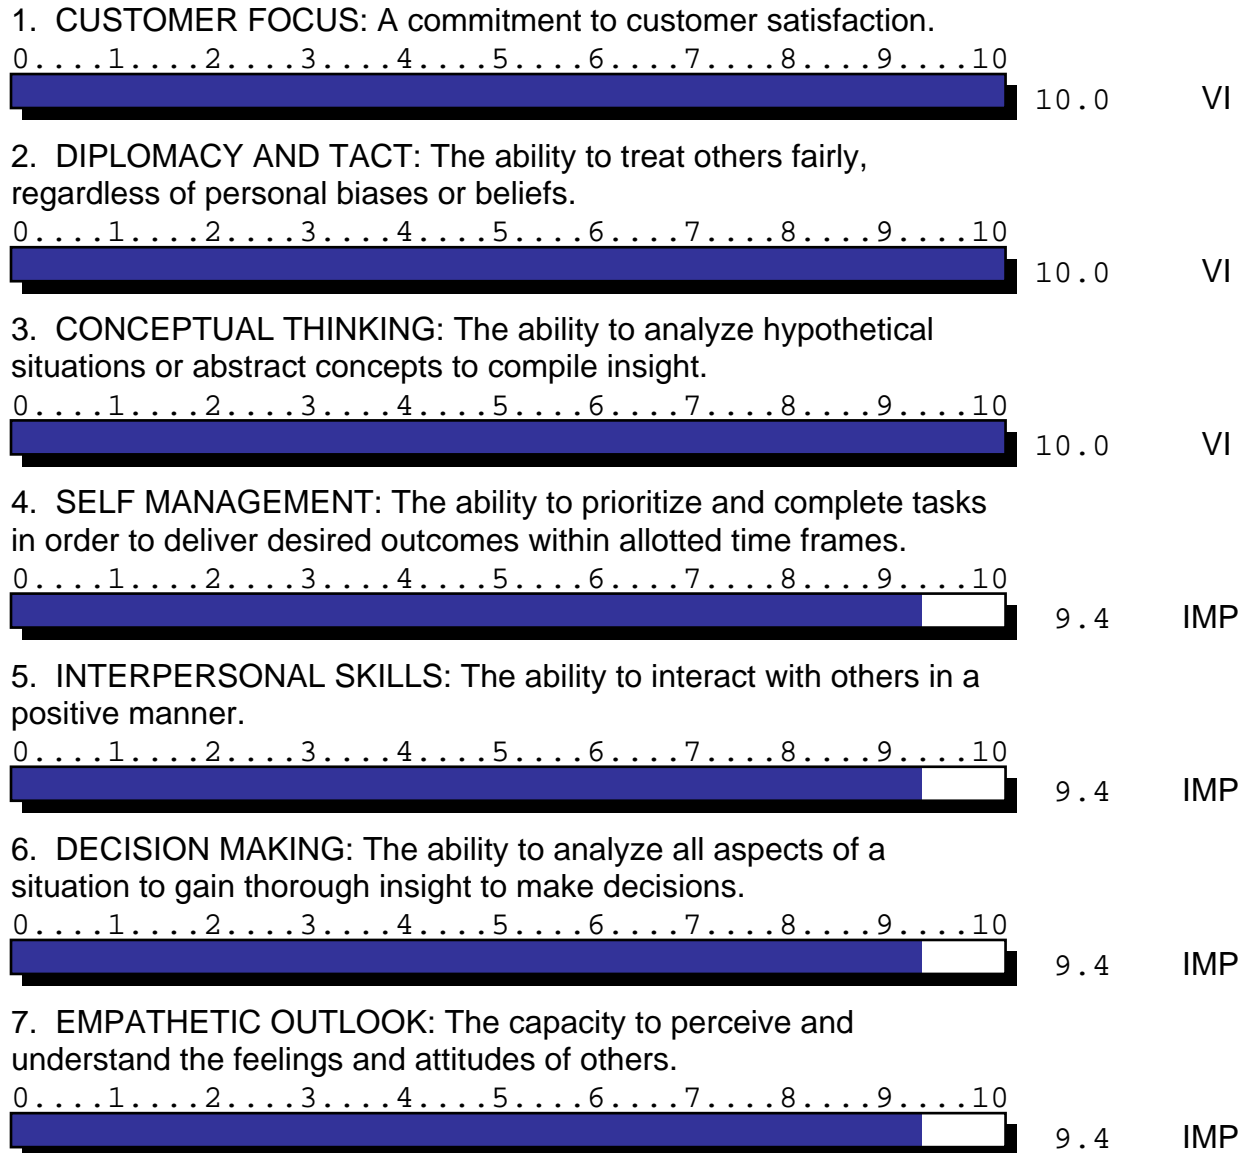 1. CUSTOMER FOCUS: A commitment to customer satisfaction.
0....1....2....3....4....5....6....7....8....9....10
10.0 VI
2. DIPLOMACY AND TACT: The ability to treat others fairly,
regardless of personal biases or beliefs.
0....1....2....3....4....5....6....7....8....9....10
10.0 VI
3. CONCEPTUAL THINKING: The ability to analyze hypothetical
situations or abstract concepts to compile insight.
0....1....2....3....4....5....6....7....8....9....10
10.0 VI
4. SELF MANAGEMENT: The ability to prioritize and complete tasks
in order to deliver desired outcomes within allotted time frames.
0....1....2....3....4....5....6....7....8....9....10
9.4 IMP
5. INTERPERSONAL SKILLS: The ability to interact with others in a
positive manner.
0....1....2....3....4....5....6....7....8....9....10
9.4 IMP
6. DECISION MAKING: The ability to analyze all aspects of a
situation to gain thorough insight to make decisions.
0....1....2....3....4....5....6....7....8....9....10
9.4 IMP
7. EMPATHETIC OUTLOOK: The capacity to perceive and
understand the feelings and attitudes of others.
0....1....2....3....4....5....6....7....8....9....10
9.4 IMP